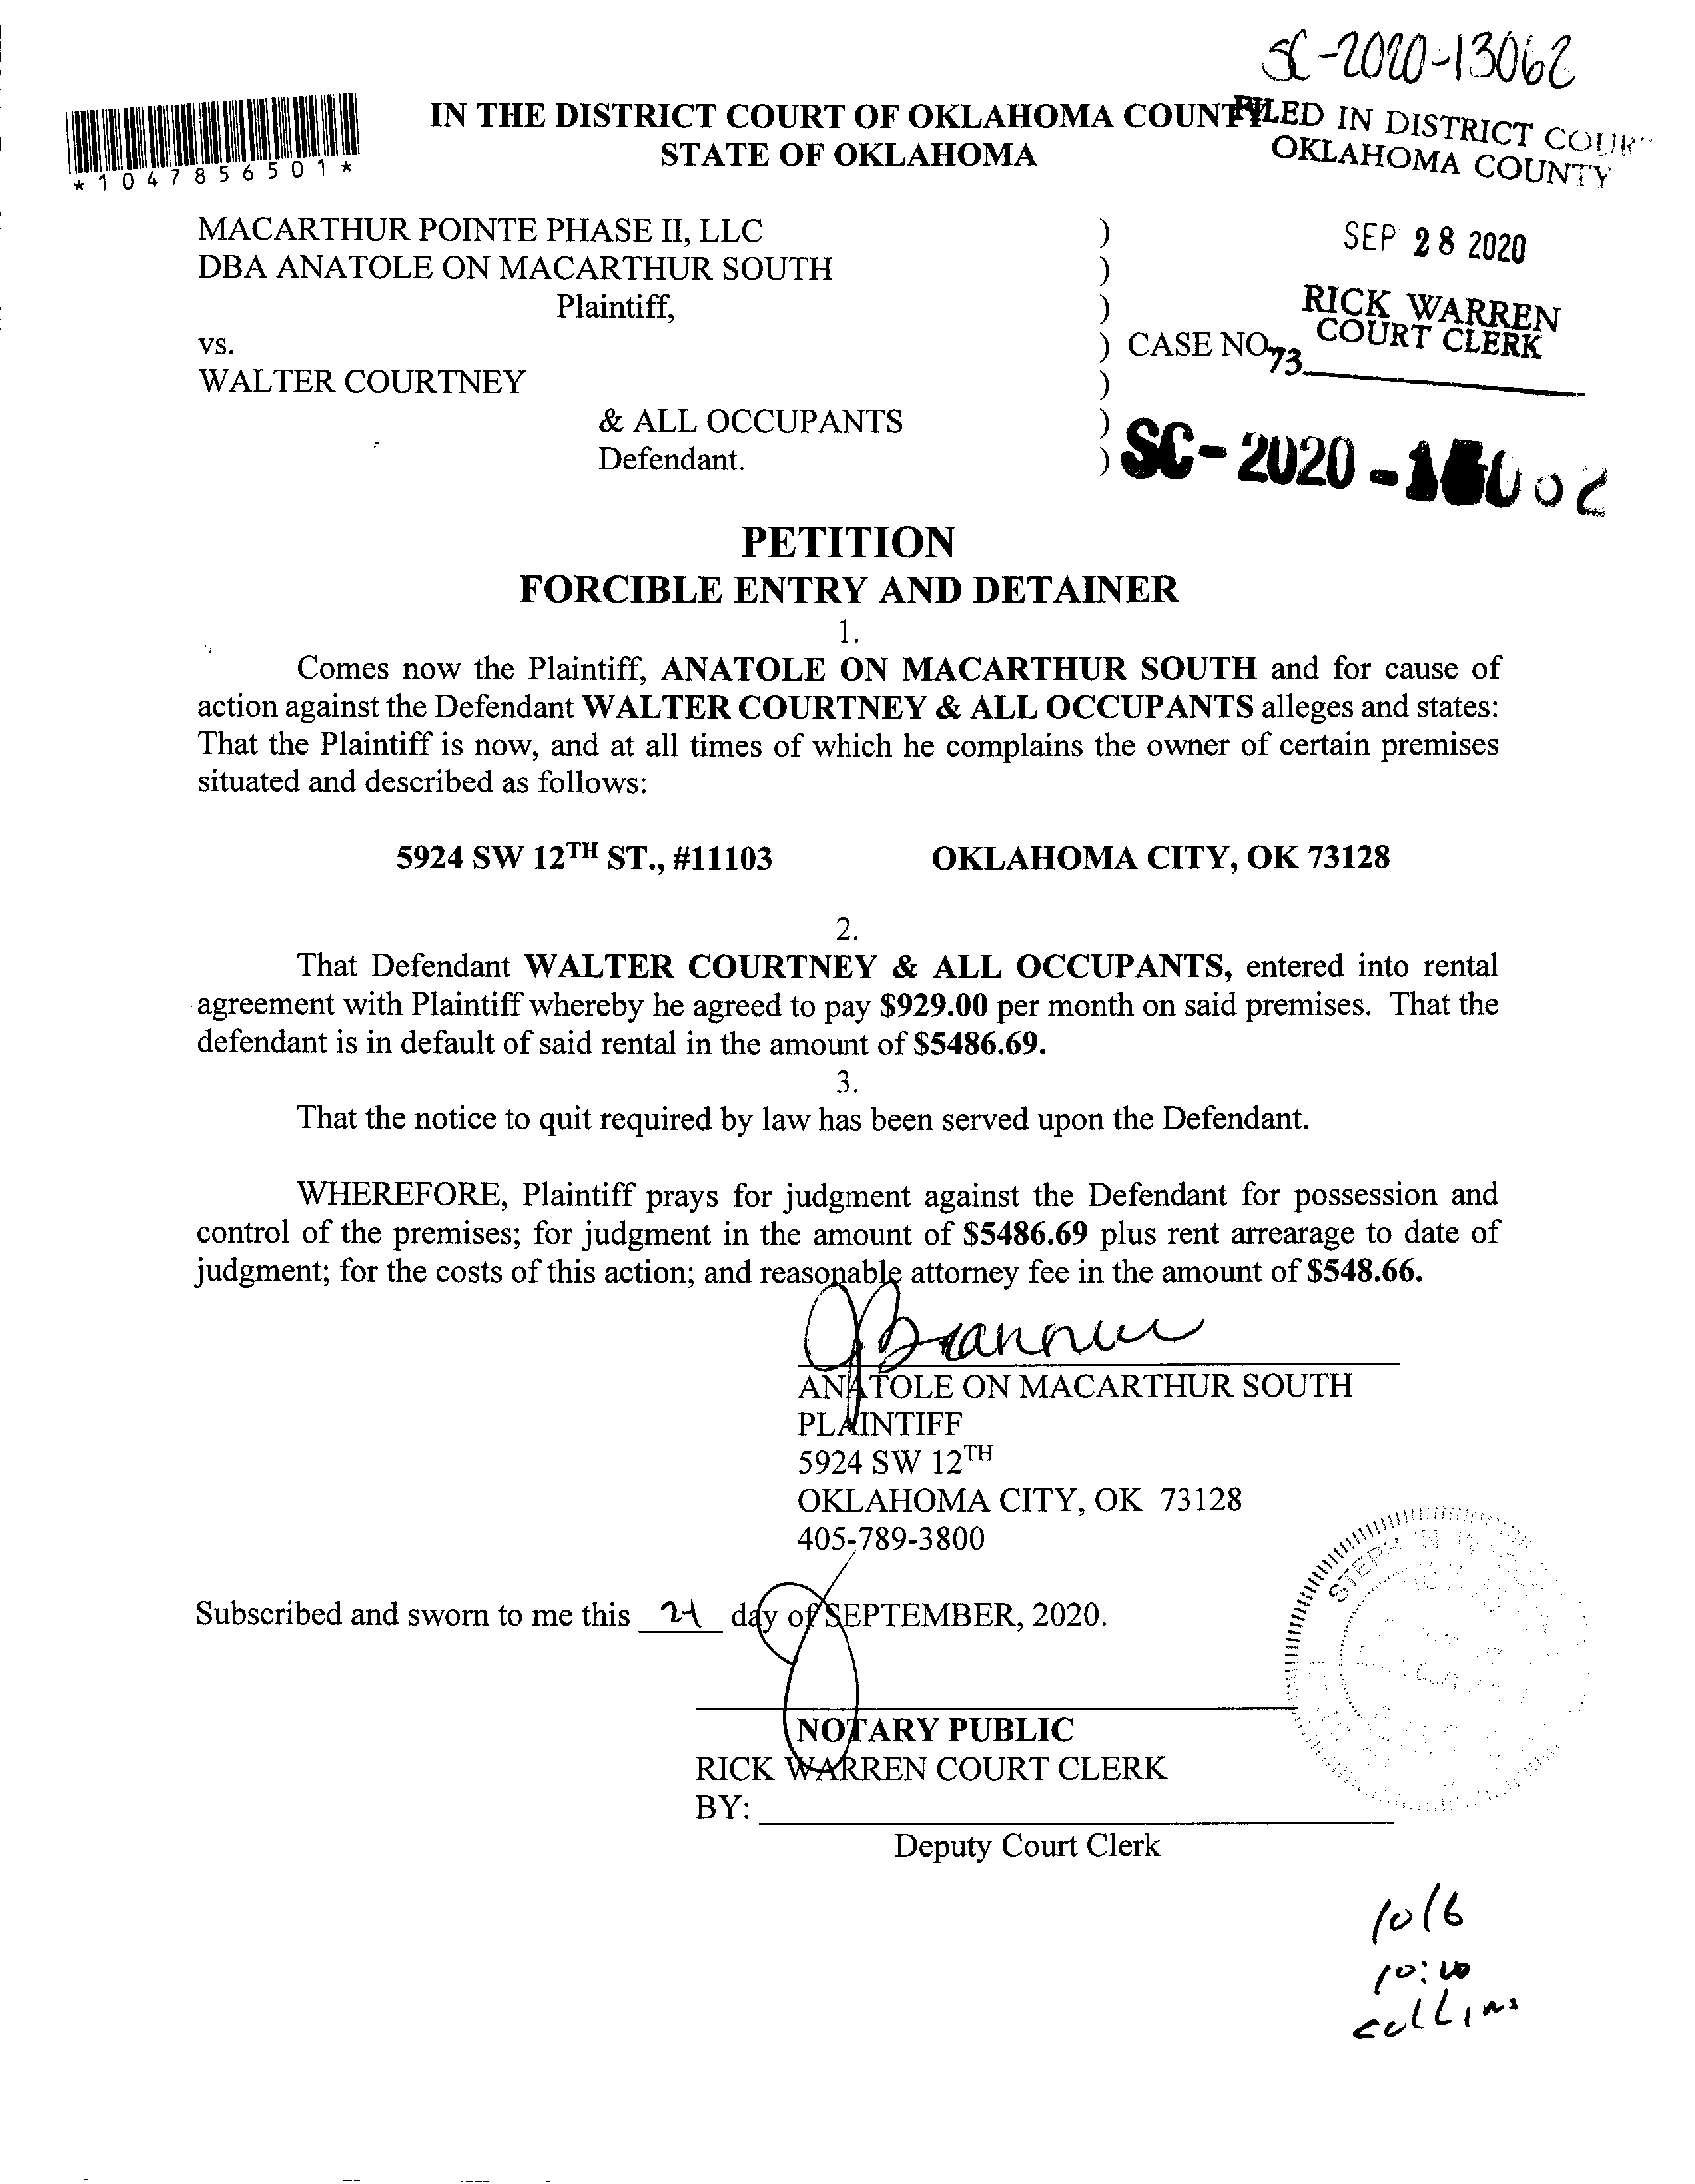 SC-2020-13062
*1047856501*
IN THE DISTRICT COURT OF OKLAHOMA COUNTY
STATE OF OKLAHOMA
FILED IN DISTRICT COURT
OKLAHOMA COUNTY
SEP 28 2020
RICK WARREN
COURT CLERK
73
MACARTHUR POINTE PHASE II, LLC )
DBA ANATOLE ON MACARTHUR SOUTH )
Plaintiff, )
vs. ) CASE NO.
WALTER COURTNEY )
& ALL OCCUPANTS )
Defendant. )
SC-2020-
PETITION
FORCIBLE ENTRY AND DETAINER
1.
Comes now the Plaintiff, ANATOLE ON MACARTHUR SOUTH and for cause of
action against the Defendant WALTER COURTNEY & ALL OCCUPANTS alleges and states:
That the Plaintiff is now, and at all times of which he complains the owner of certain premises
situated and described as follows:
5924 SW 12TH ST., #11103 OKLAHOMA CITY, OK 73128
2.
That Defendant WALTER COURTNEY & ALL OCCUPANTS, entered into rental
agreement with Plaintiff whereby he agreed to pay $929.00 per month on said premises. That the
defendant is in default of said rental in the amount of $5486.69.
3.
That the notice to quit required by law has been served upon the Defendant.
WHEREFORE, Plaintiff prays for judgment against the Defendant for possession and
control of the premises; for judgment in the amount of $5486.69 plus rent arrearage to date of
judgment; for the costs of this action; and reasonable attorney fee in the amount of $548.66.
ANATOLE ON MACARTHUR SOUTH
PLAINTIFF
5924 SW 12TH
OKLAHOMA CITY, OK 73128
405-789-3800
Subscribed and sworn to me this day of SEPTEMBER, 2020.
NOTARY PUBLIC
RICK WARREN COURT CLERK
BY:
Deputy Court Clerk
10/6
10:00
collins